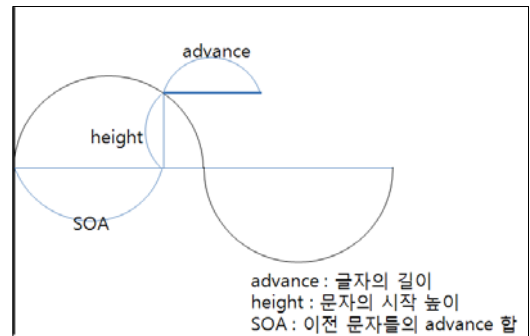 advance
height
SOA
advance : 글자의 길이
height : 문자의 시작 높이
SOA : 이전 문자들의 advance 합